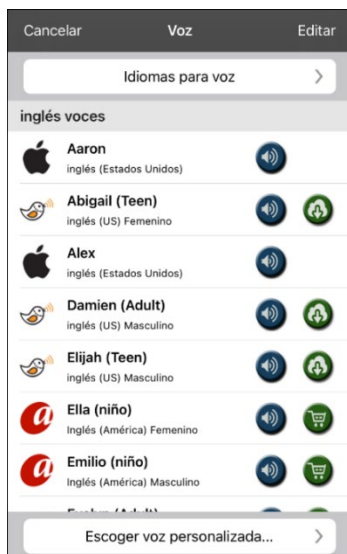 Cancelar Voz Editar
Idiomas para voz
inglés voces
Aaron
inglés (Estados Unidos)
Abigail (Teen)
inglés (US) Femenino
Alex
inglés (Estados Unidos)
Damien (Adult)
inglés (US) Masculino
Elijah (Teen)
inglés (US) Masculino
Ella (niño)
Inglés (América) Femenino
Emilio (niño)
Inglés (América) Masculino
Escoger voz personalizada...